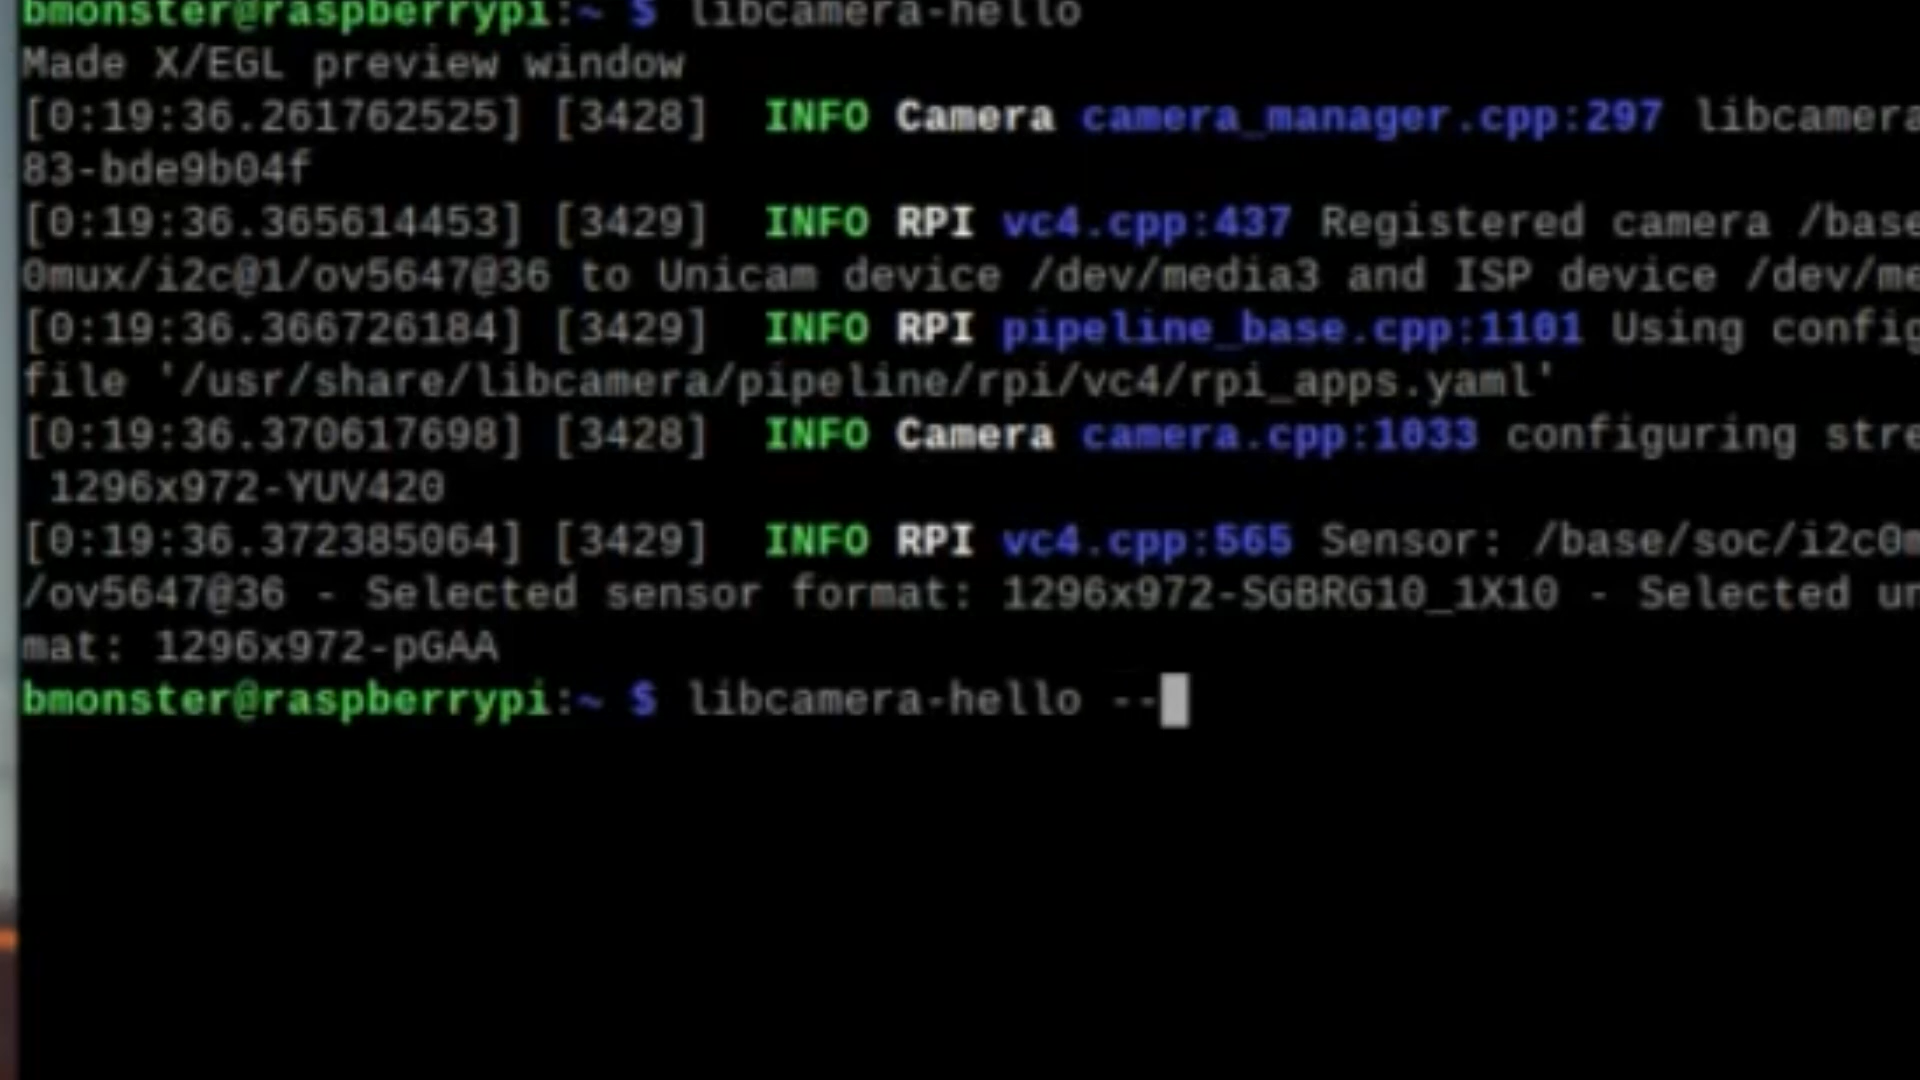 bmonster@raspberrypi:~ $ libcamera-hello
Made X/EGL preview window
[0:19:36.261762525] [3428]  INFO Camera camera_manager.cpp:297 libcamera
83-bde9b04f
[0:19:36.365614453] [3429]  INFO RPI vc4.cpp:437 Registered camera /base
0mux/i2c@1/ov5647@36 to Unicam device /dev/media3 and ISP device /dev/me
[0:19:36.366726184] [3429]  INFO RPI pipeline_base.cpp:1101 Using config
file '/usr/share/libcamera/pipeline/rpi/vc4/rpi_apps.yaml'
[0:19:36.370617698] [3428]  INFO Camera camera.cpp:1033 configuring stre
 1296x972-YUV420
[0:19:36.372385064] [3429]  INFO RPI vc4.cpp:565 Sensor: /base/soc/i2c0m
/ov5647@36 - Selected sensor format: 1296x972-SGBRG10_1X10 - Selected un
mat: 1296x972-pGAA
bmonster@raspberrypi:~ $ libcamera-hello --